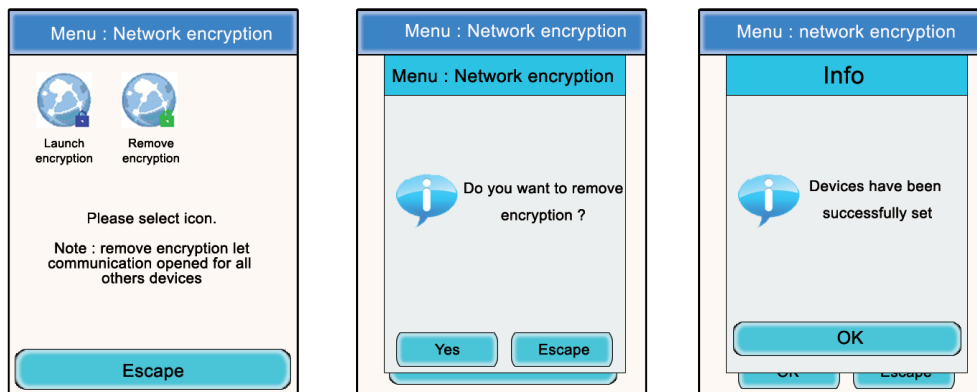 Menu : Network encryption
Launch
encryption
Remove
encryption
Please select icon.
Note : remove encryption let
communication opened for all
others devices
Escape
Menu : Network encryption
Menu : Network encryption
Do you want to remove
encryption ?
Yes
Escape
Menu : network encryption
Info
Devices have been
successfully set
OK
OK
Escape